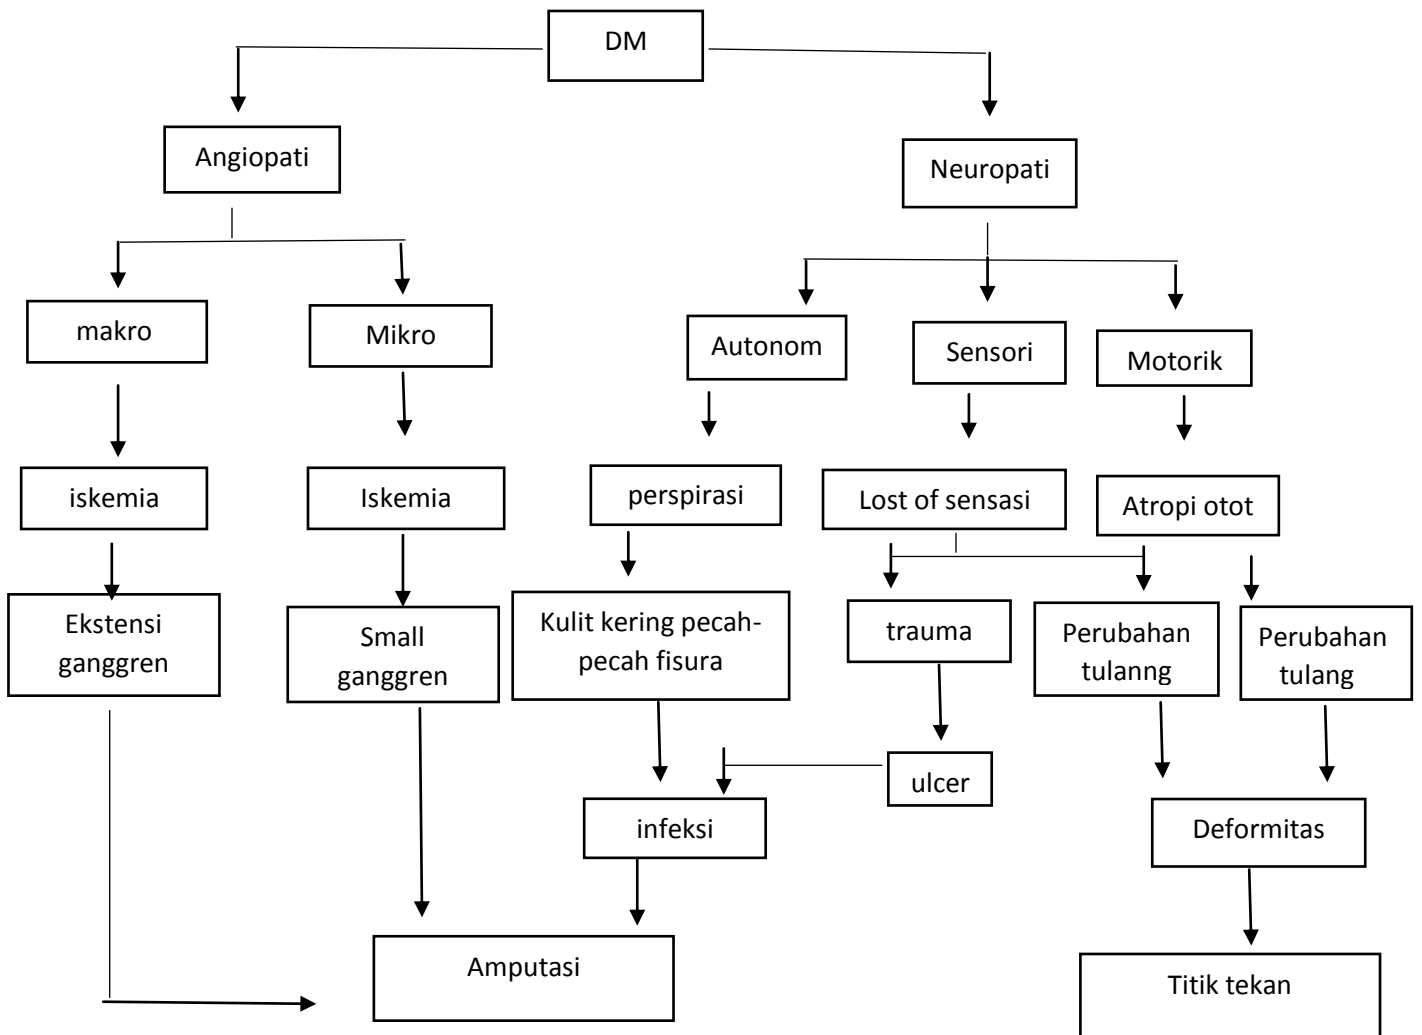 DM
Angiopati
Neuropati
makro
Mikro
Autonom
Sensori
Motorik
iskemia
Iskemia
perspirasi
Lost of sensasi
Atropi otot
Ekstensi
ganggren
Small
ganggren
Kulit kering pecah-
pecah fisura
trauma
Perubahan
tulanng
Perubahan
tulang
ulcer
infeksi
Deformitas
Amputasi
Titik tekan